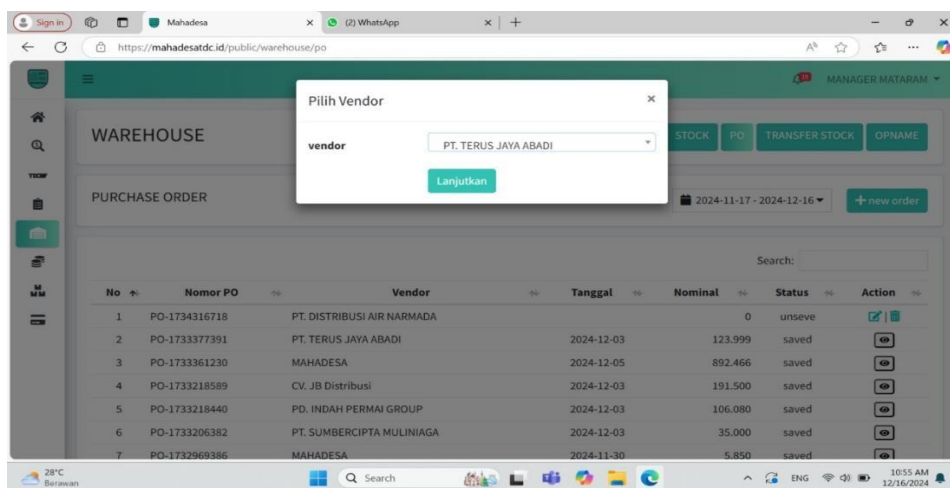 Sign in
Mahadesa
(2) WhatsApp
https://mahadesatdc.id/public/warehouse/po
MANAGER MATARAM
Pilih Vendor
vendor
PT. TERUS JAYA ABADI
Lanjutkan
WAREHOUSE
STOCK PO TRANSFER STOCK OPNAME
PURCHASE ORDER
2024-11-17 - 2024-12-16
+ new order
Search:
No Nomor PO Vendor Tanggal Nominal Status Action
1 PO-1734316718 PT. DISTRIBUSI AIR NARMADA 0 unseve
2 PO-1733377391 PT. TERUS JAYA ABADI 2024-12-03 123.999 saved
3 PO-1733361230 MAHADESA 2024-12-05 892.466 saved
4 PO-1733218589 CV. JB Distribusi 2024-12-03 191.500 saved
5 PO-1733218440 PD. INDAH PERMAI GROUP 2024-12-03 106.080 saved
6 PO-1733206382 PT. SUMBERCIPTA MULINIAGA 2024-12-03 35.000 saved
7 PO-1732969386 MAHADESA 2024-11-30 5.850 saved
28°C
Berawan
Search
ENG
10:55 AM
12/16/2024